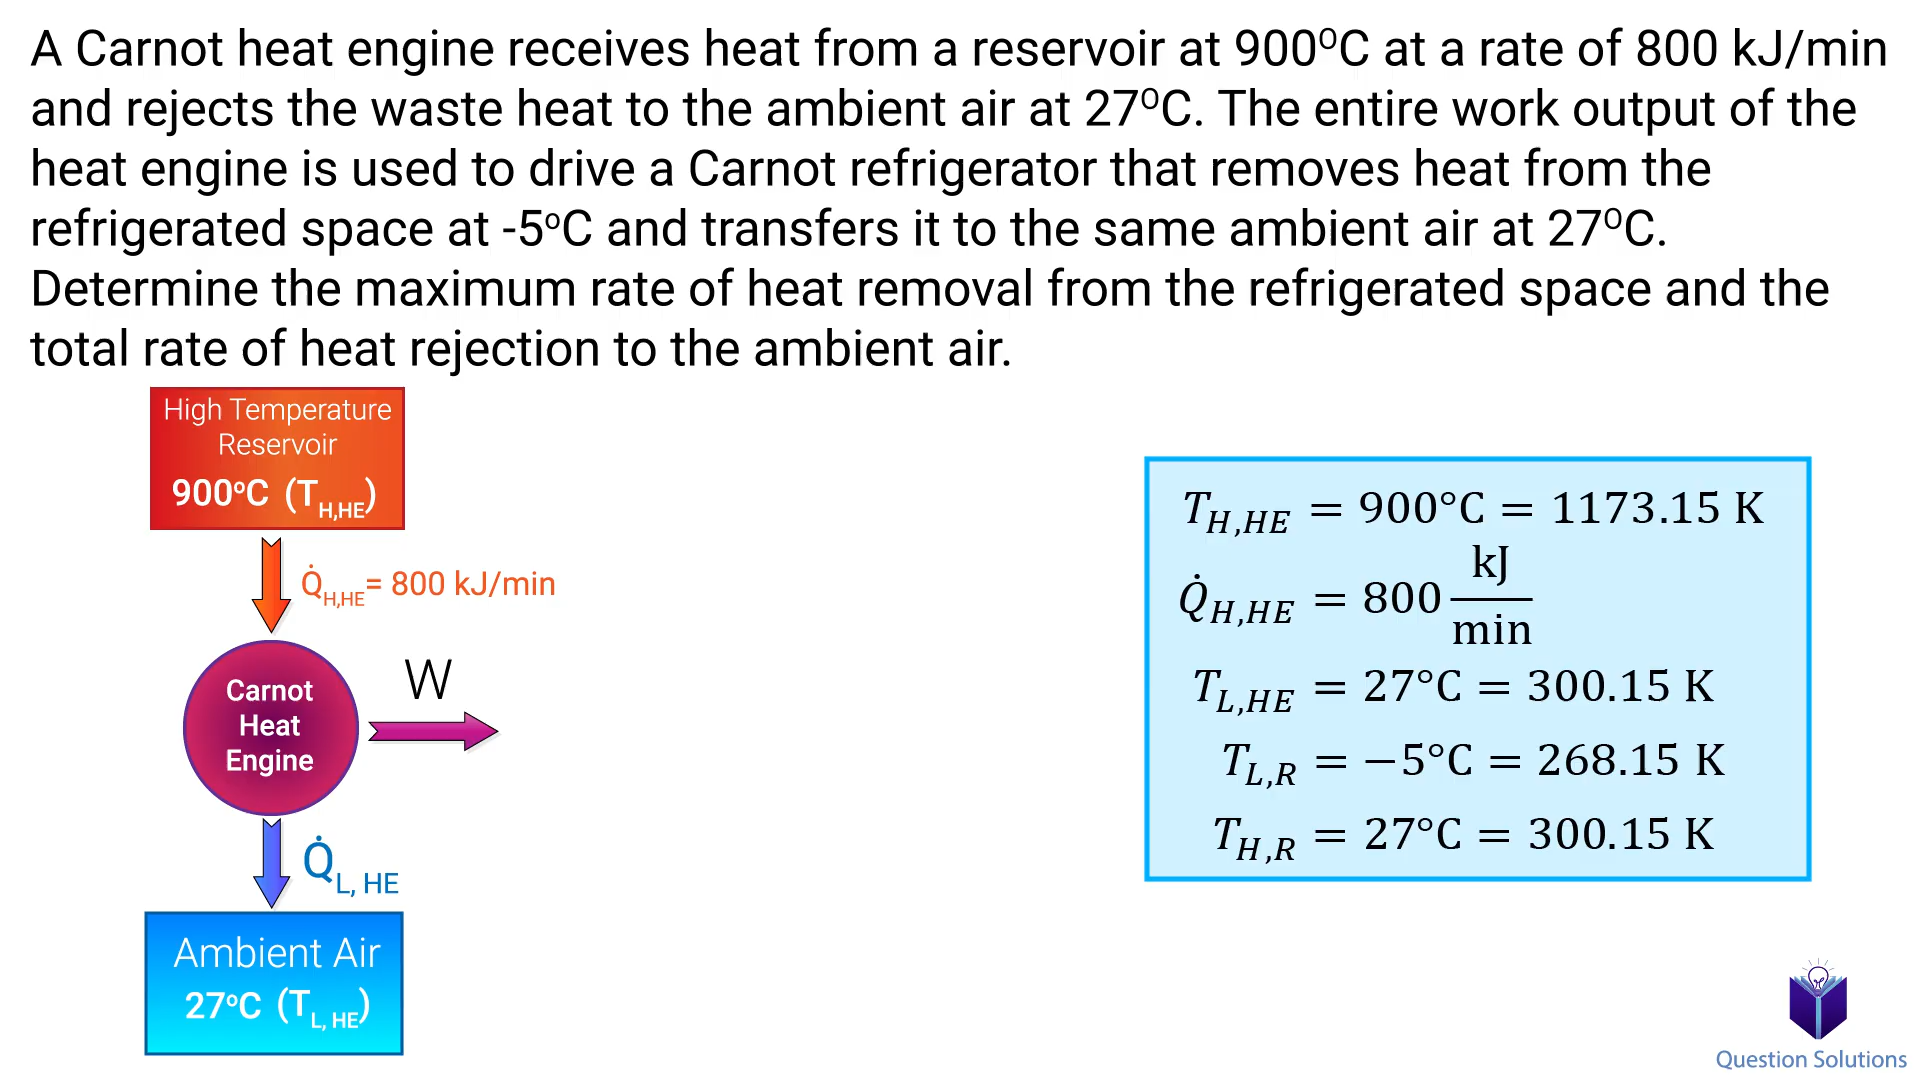 A Carnot heat engine receives heat from a reservoir at 900⁰C at a rate of 800 kJ/min
and rejects the waste heat to the ambient air at 27⁰C. The entire work output of the
heat engine is used to drive a Carnot refrigerator that removes heat from the
refrigerated space at -5ºC and transfers it to the same ambient air at 27⁰C.
Determine the maximum rate of heat removal from the refrigerated space and the
total rate of heat rejection to the ambient air.
High Temperature
Reservoir
900ºC (T_H,HE)
Q̇_H,HE= 800 kJ/min
Carnot
Heat
Engine
W
Q̇_L, HE
Ambient Air
27ºC (T_L, HE)
T_H,HE = 900°C = 1173.15 K
Q̇_H,HE = 800 kJ/min
T_L,HE = 27°C = 300.15 K
T_L,R = −5°C = 268.15 K
T_H,R = 27°C = 300.15 K
Question Solutions